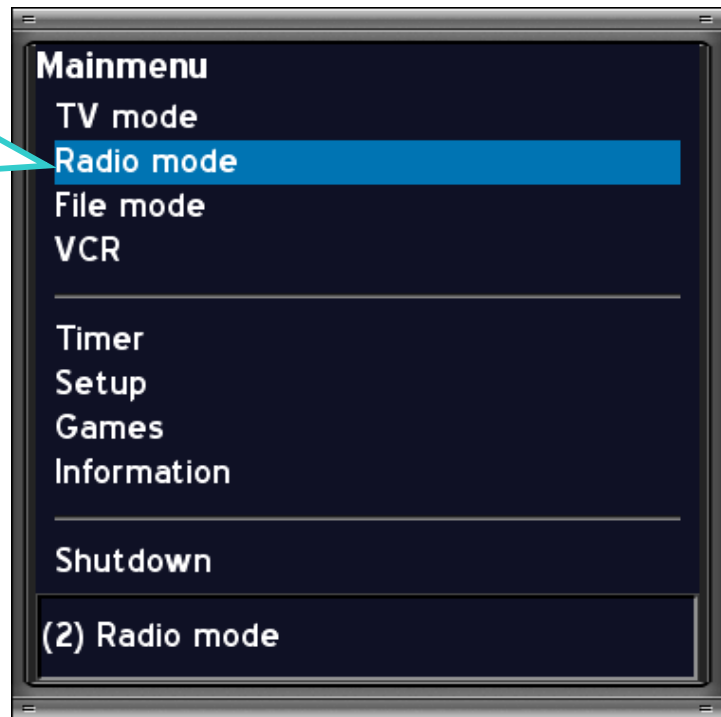 Mainmenu
TV mode
Radio mode
File mode
VCR
Timer
Setup
Games
Information
Shutdown
(2) Radio mode